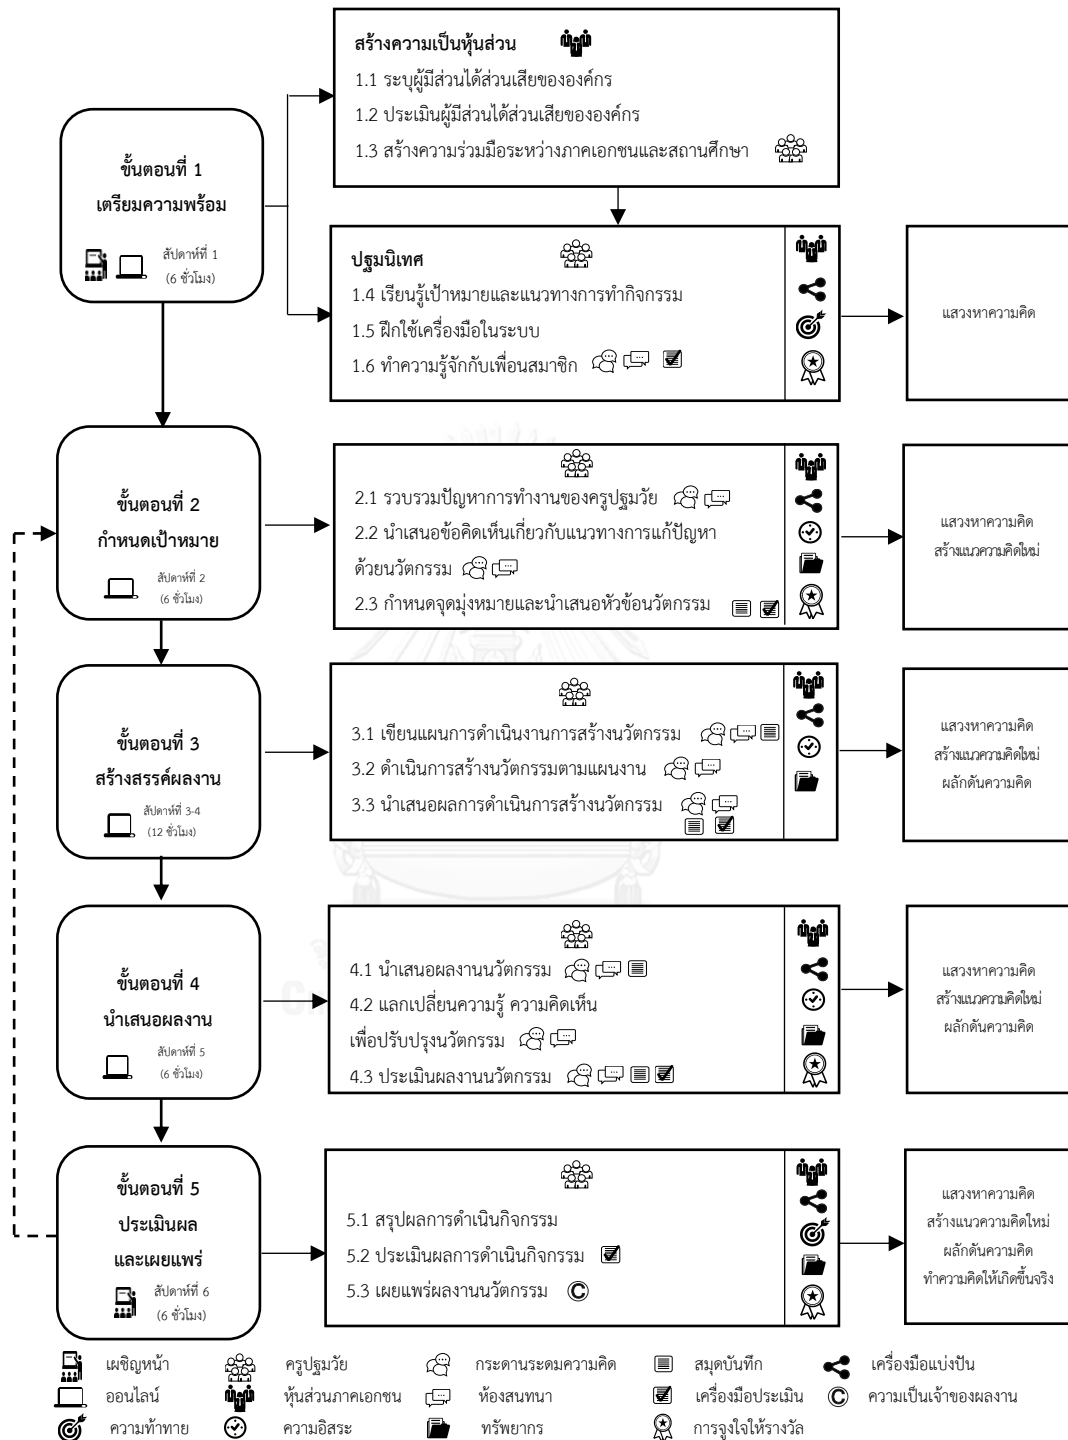 สร้างความเป็นหุ้นส่วน
1.1 ระบุผู้มีส่วนได้ส่วนเสียขององค์กร
1.2 ประเมินผู้มีส่วนได้ส่วนเสียขององค์กร
1.3 สร้างความร่วมมือระหว่างภาคเอกชนและสถานศึกษา
ขั้นตอนที่ 1
เตรียมความพร้อม
สัปดาห์ที่ 1
(6 ชั่วโมง)
ปฐมนิเทศ
1.4 เรียนรู้เป้าหมายและแนวทางการทำกิจกรรม
1.5 ฝึกใช้เครื่องมือในระบบ
1.6 ทำความรู้จักกับเพื่อนสมาชิก
แสวงหาความคิด
ขั้นตอนที่ 2
กำหนดเป้าหมาย
สัปดาห์ที่ 2
(6 ชั่วโมง)
2.1 รวบรวมปัญหาการทำงานของครูปฐมวัย
2.2 นำเสนอข้อคิดเห็นเกี่ยวกับแนวทางการแก้ปัญหา
ด้วยนวัตกรรม
2.3 กำหนดจุดมุ่งหมายและนำเสนอหัวข้อนวัตกรรม
แสวงหาความคิด
สร้างแนวความคิดใหม่
ขั้นตอนที่ 3
สร้างสรรค์ผลงาน
สัปดาห์ที่ 3-4
(12 ชั่วโมง)
3.1 เขียนแผนการดำเนินงานการสร้างนวัตกรรม
3.2 ดำเนินการสร้างนวัตกรรมตามแผนงาน
3.3 นำเสนอผลการดำเนินการสร้างนวัตกรรม
แสวงหาความคิด
สร้างแนวความคิดใหม่
ผลักดันความคิด
ขั้นตอนที่ 4
นำเสนอผลงาน
สัปดาห์ที่ 5
(6 ชั่วโมง)
4.1 นำเสนอผลงานนวัตกรรม
4.2 แลกเปลี่ยนความรู้ ความคิดเห็น
เพื่อปรับปรุงนวัตกรรม
4.3 ประเมินผลงานนวัตกรรม
แสวงหาความคิด
สร้างแนวความคิดใหม่
ผลักดันความคิด
ขั้นตอนที่ 5
ประเมินผล
และเผยแพร่
สัปดาห์ที่ 6
(6 ชั่วโมง)
5.1 สรุปผลการดำเนินกิจกรรม
5.2 ประเมินผลการดำเนินกิจกรรม
5.3 เผยแพร่ผลงานนวัตกรรม ©
แสวงหาความคิด
สร้างแนวความคิดใหม่
ผลักดันความคิด
ทำความคิดให้เกิดขึ้นจริง
เผชิญหน้า ครูปฐมวัย กระดานระดมความคิด สมุดบันทึก เครื่องมือแบ่งปัน
ออนไลน์ หุ้นส่วนภาคเอกชน ห้องสนทนา เครื่องมือประเมิน © ความเป็นเจ้าของผลงาน
ความท้าทาย ความอิสระ ทรัพยากร การจูงใจให้รางวัล